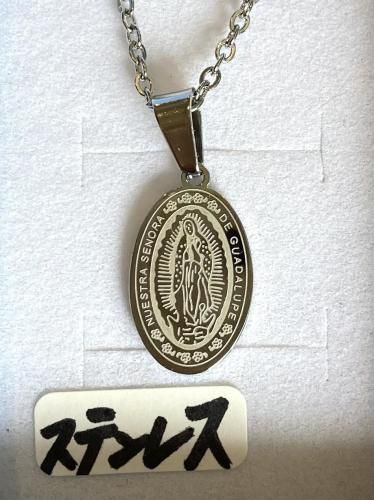 NUESTRA SEÑORA DE GUADALUPE
ステンレス